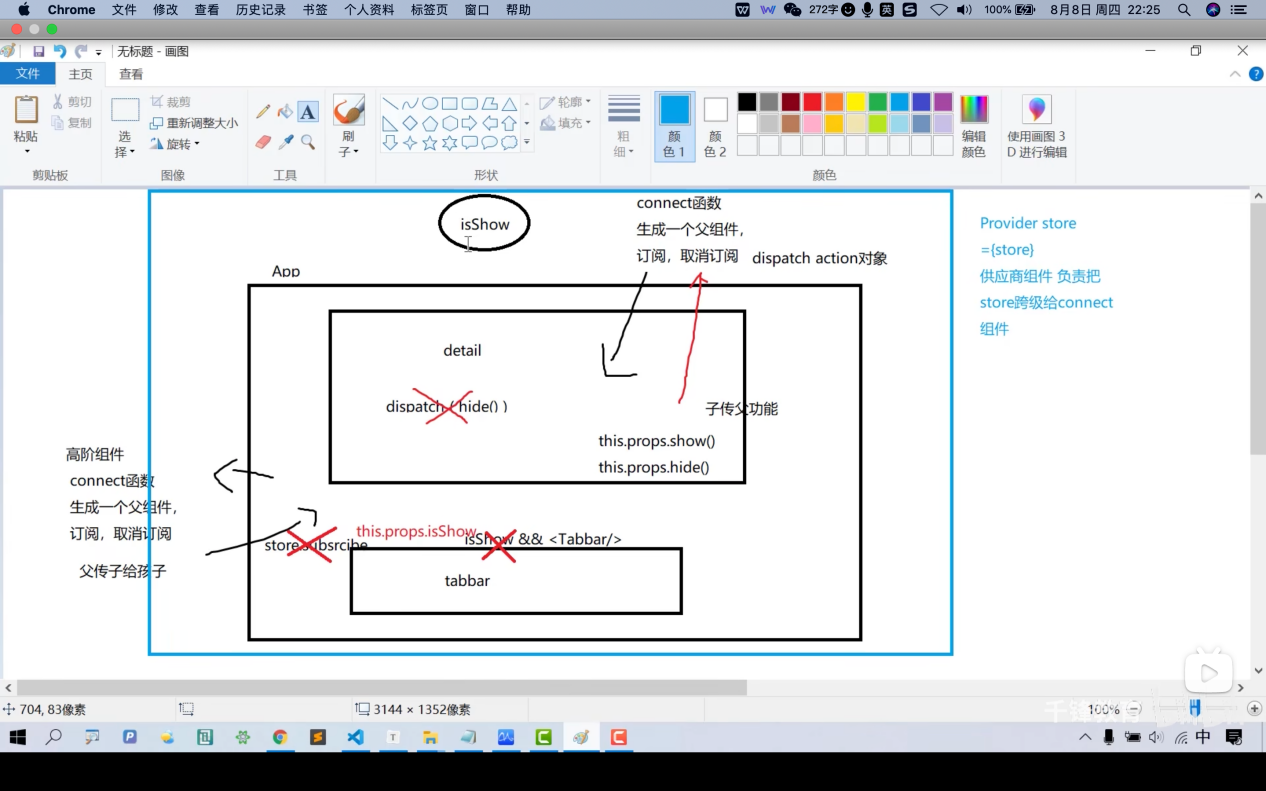 Chrome 文件 修改 查看 历史记录 书签 个人资料 标签页 窗口 帮助 272字 英 100% 8月8日 周四 22:25
无标题 - 画图
文件 主页 查看
粘贴
剪切
复制
剪贴板
选择
裁剪
重新调整大小
旋转
图像
A
工具
刷子
形状
轮廓
填充
粗细
颜色 1
颜色 2
颜色
编辑颜色
使用画图 3
D 进行编辑
isShow
connect函数
生成一个父组件，
订阅，取消订阅
dispatch action对象
Provider store
={store}
供应商组件 负责把
store跨级给connect
组件
App
detail
dispatch ( hide() )
子传父功能
this.props.show()
this.props.hide()
高阶组件
connect函数
生成一个父组件，
订阅，取消订阅
父传子给孩子
store.subsrcibe
this.props.isShow
isShow && <Tabbar/>
tabbar
704, 83像素
3144 × 1352像素
100%
千锋教育
中